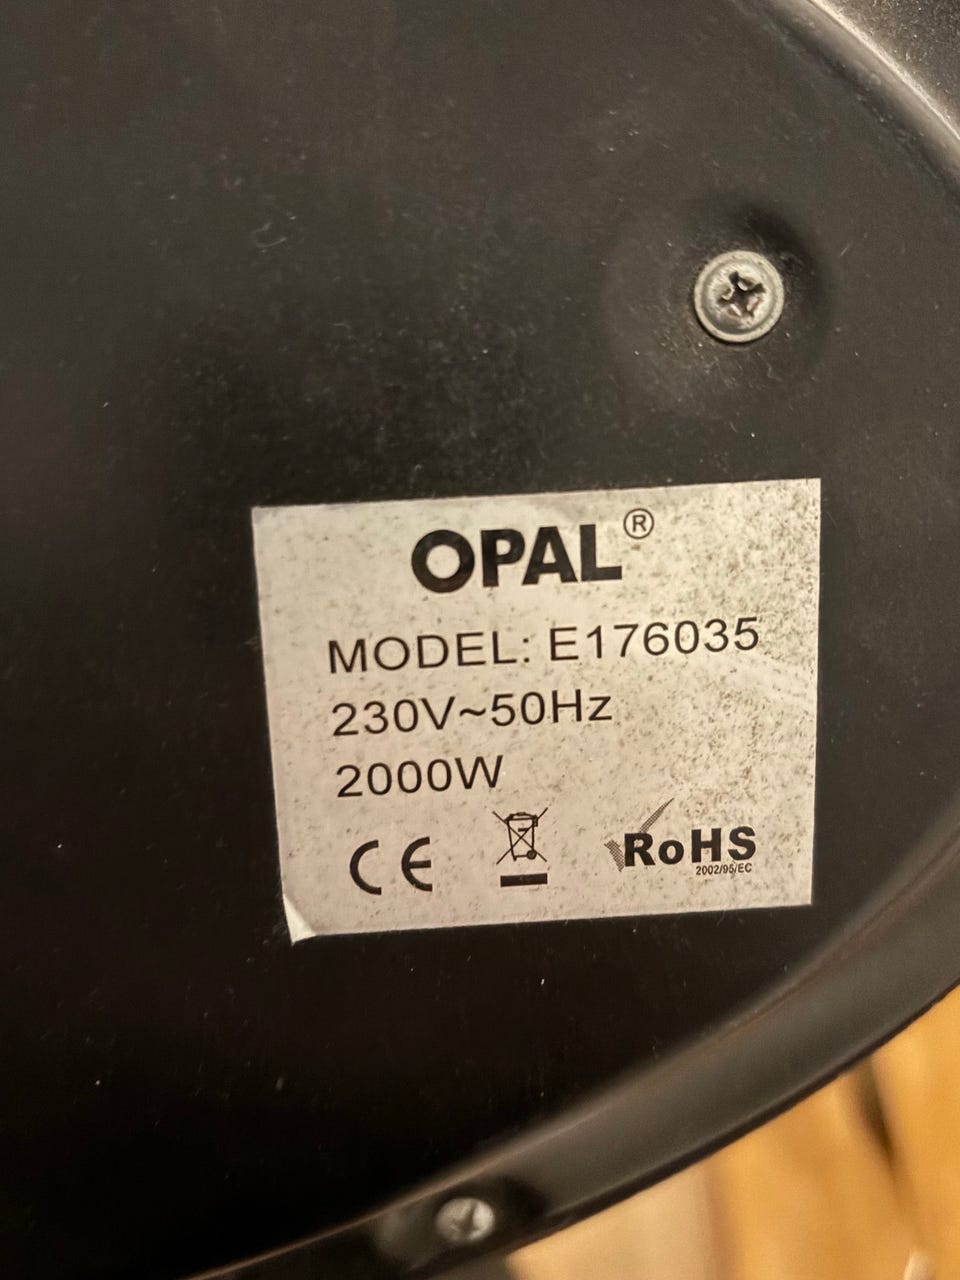 OPAL®
MODEL: E176035
230V~50Hz
2000W
CE
RoHS
2002/95/EC